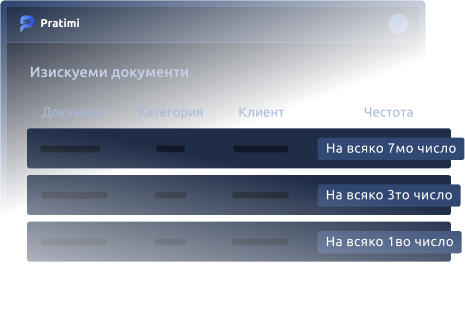 Pratimi
Изискуеми документи
Документ Категория Клиент Честота
На всяко 7мо число
На всяко 3то число
На всяко 1во число